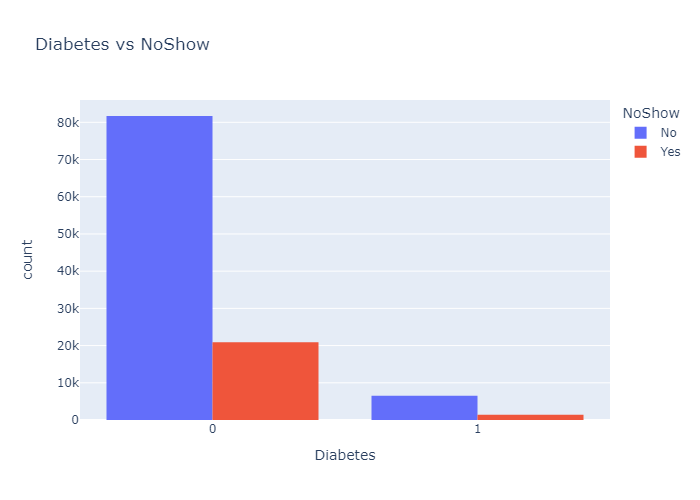 Diabetes vs NoShow
NoShow
No
Yes
80k
70k
60k
50k
40k
30k
20k
10k
0
count
0
1
Diabetes